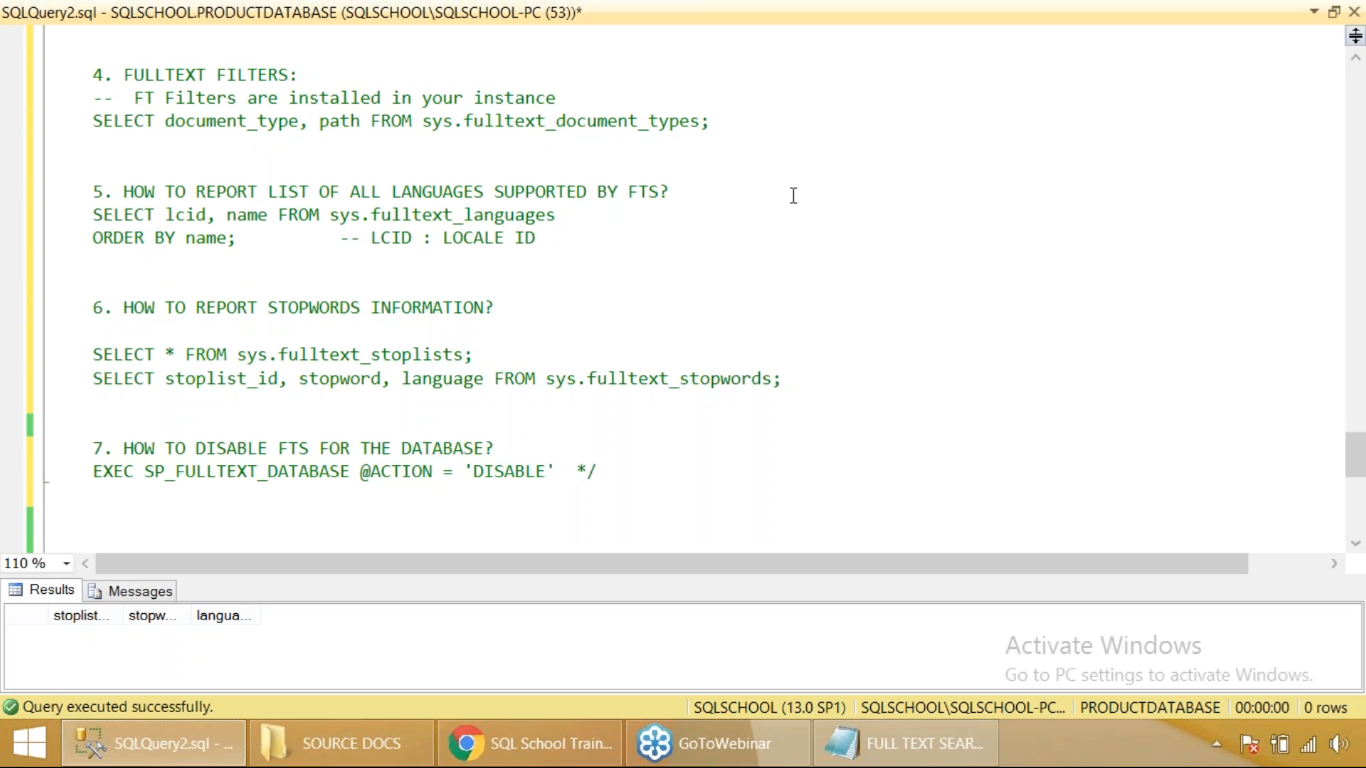 SQLQuery2.sql - SQLSCHOOL.PRODUCTDATABASE (SQLSCHOOL\SQLSCHOOL-PC (53))*
4. FULLTEXT FILTERS:
-- FT Filters are installed in your instance
SELECT document_type, path FROM sys.fulltext_document_types;
5. HOW TO REPORT LIST OF ALL LANGUAGES SUPPORTED BY FTS?
SELECT lcid, name FROM sys.fulltext_languages
ORDER BY name; -- LCID : LOCALE ID
6. HOW TO REPORT STOPWORDS INFORMATION?
SELECT * FROM sys.fulltext_stoplists;
SELECT stoplist_id, stopword, language FROM sys.fulltext_stopwords;
7. HOW TO DISABLE FTS FOR THE DATABASE?
EXEC SP_FULLTEXT_DATABASE @ACTION = 'DISABLE' */
110 %
Results Messages
stoplist... stopw... langua...
Activate Windows
Go to PC settings to activate Windows.
Query executed successfully. SQLSCHOOL (13.0 SP1) SQLSCHOOL\SQLSCHOOL-PC... PRODUCTDATABASE 00:00:00 0 rows
SQLQuery2.sql - ... SOURCE DOCS SQL School Train... GoToWebinar FULL TEXT SEAR...